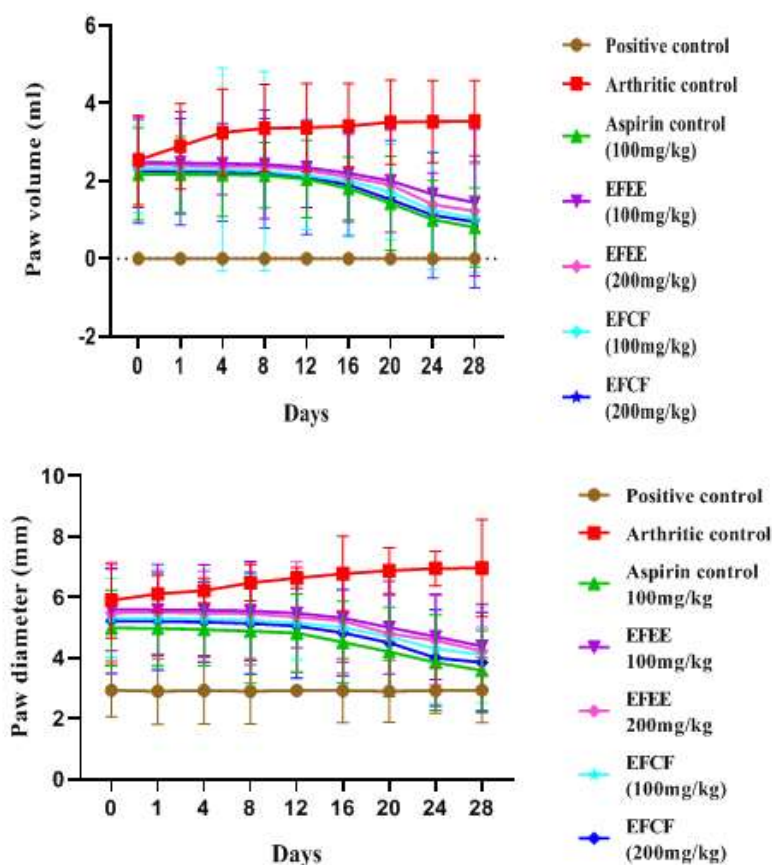 6
4
2
0
-2
Paw volume (ml)
0 1 4 8 12 16 20 24 28
Days
Positive control
Arthritic control
Aspirin control
(100mg/kg)
EFEE
(100mg/kg)
EFEE
(200mg/kg)
EFCF
(100mg/kg)
EFCF
(200mg/kg)
10
8
6
4
2
0
Paw diameter (mm)
0 1 4 8 12 16 20 24 28
Days
Positive control
Arthritic control
Aspirin control
100mg/kg
EFEE
100mg/kg
EFEE
200mg/kg
EFCF
(100mg/kg)
EFCF
(200mg/kg)